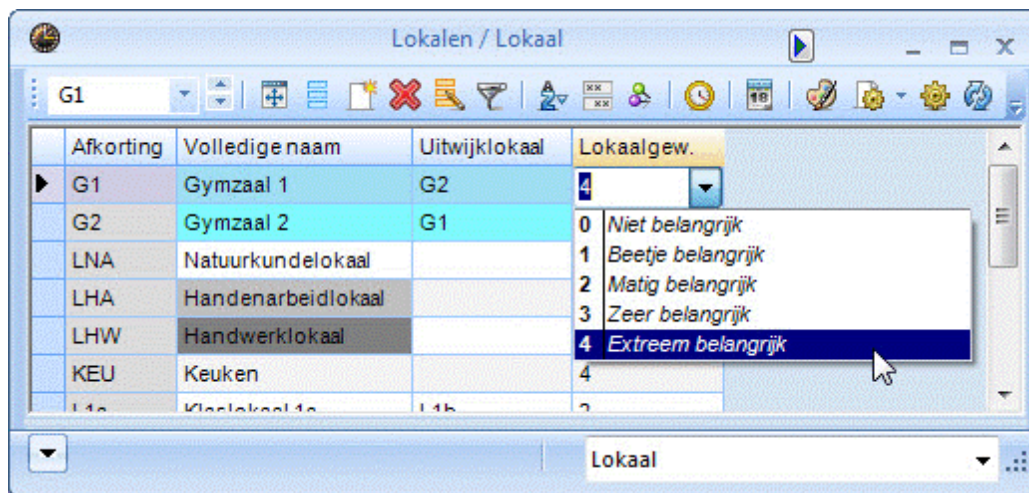 Lokalen / Lokaal
G1
Afkorting Volledige naam Uitwijklokaal Lokaalgew.
G1 Gymzaal 1 G2 4
G2 Gymzaal 2 G1
0 Niet belangrijk
1 Beetje belangrijk
LNA Natuurkundelokaal
2 Matig belangrijk
LHA Handenarbeidlokaal
3 Zeer belangrijk
LHW Handwerklokaal
4 Extreem belangrijk
KEU Keuken 4
Lokaal